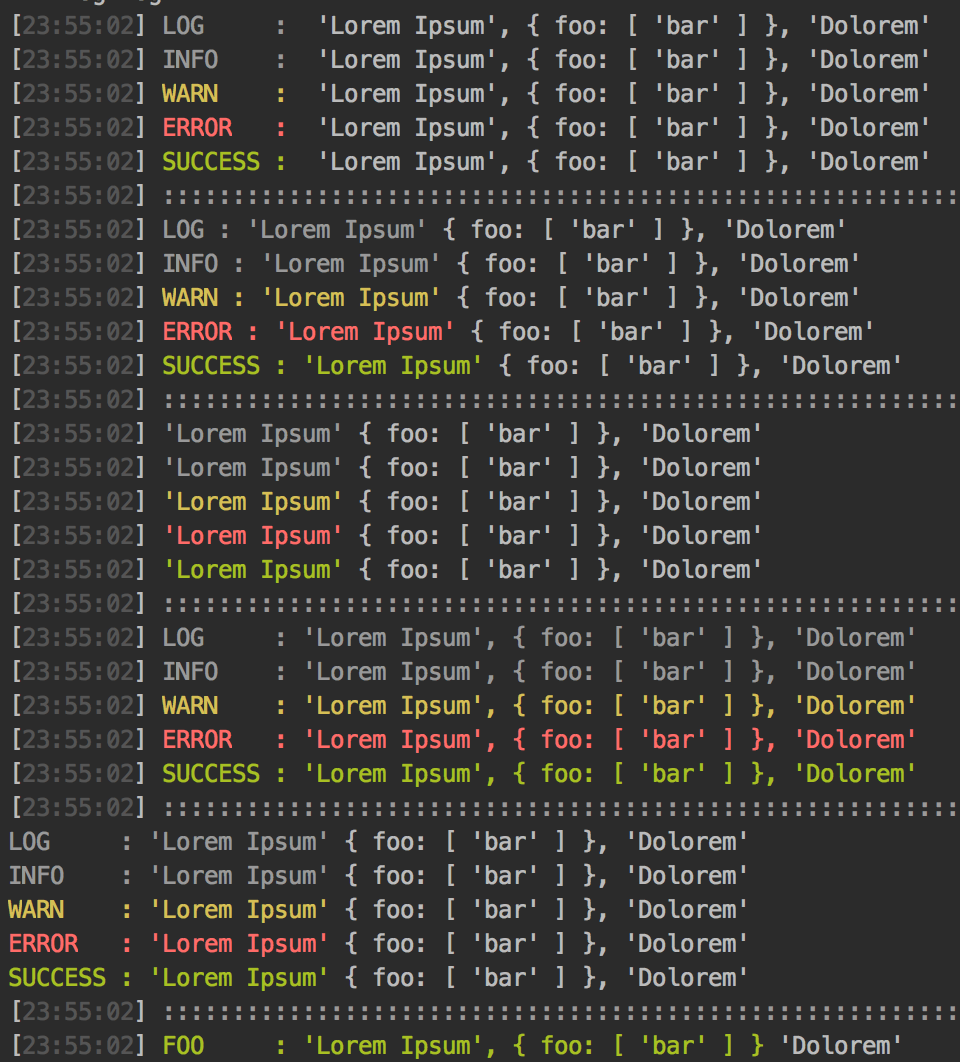 [23:55:02] LOG     :  'Lorem Ipsum', { foo: [ 'bar' ] }, 'Dolorem'
[23:55:02] INFO    :  'Lorem Ipsum', { foo: [ 'bar' ] }, 'Dolorem'
[23:55:02] WARN    :  'Lorem Ipsum', { foo: [ 'bar' ] }, 'Dolorem'
[23:55:02] ERROR   :  'Lorem Ipsum', { foo: [ 'bar' ] }, 'Dolorem'
[23:55:02] SUCCESS :  'Lorem Ipsum', { foo: [ 'bar' ] }, 'Dolorem'
[23:55:02] :::::::::::::::::::::::::::::::::::::::::::::::::::::::::
[23:55:02] LOG : 'Lorem Ipsum' { foo: [ 'bar' ] }, 'Dolorem'
[23:55:02] INFO : 'Lorem Ipsum' { foo: [ 'bar' ] }, 'Dolorem'
[23:55:02] WARN : 'Lorem Ipsum' { foo: [ 'bar' ] }, 'Dolorem'
[23:55:02] ERROR : 'Lorem Ipsum' { foo: [ 'bar' ] }, 'Dolorem'
[23:55:02] SUCCESS : 'Lorem Ipsum' { foo: [ 'bar' ] }, 'Dolorem'
[23:55:02] :::::::::::::::::::::::::::::::::::::::::::::::::::::::::
[23:55:02] 'Lorem Ipsum' { foo: [ 'bar' ] }, 'Dolorem'
[23:55:02] 'Lorem Ipsum' { foo: [ 'bar' ] }, 'Dolorem'
[23:55:02] 'Lorem Ipsum' { foo: [ 'bar' ] }, 'Dolorem'
[23:55:02] 'Lorem Ipsum' { foo: [ 'bar' ] }, 'Dolorem'
[23:55:02] 'Lorem Ipsum' { foo: [ 'bar' ] }, 'Dolorem'
[23:55:02] :::::::::::::::::::::::::::::::::::::::::::::::::::::::::
[23:55:02] LOG     : 'Lorem Ipsum', { foo: [ 'bar' ] }, 'Dolorem'
[23:55:02] INFO    : 'Lorem Ipsum', { foo: [ 'bar' ] }, 'Dolorem'
[23:55:02] WARN    : 'Lorem Ipsum', { foo: [ 'bar' ] }, 'Dolorem'
[23:55:02] ERROR   : 'Lorem Ipsum', { foo: [ 'bar' ] }, 'Dolorem'
[23:55:02] SUCCESS : 'Lorem Ipsum', { foo: [ 'bar' ] }, 'Dolorem'
[23:55:02] :::::::::::::::::::::::::::::::::::::::::::::::::::::::::
LOG     : 'Lorem Ipsum' { foo: [ 'bar' ] }, 'Dolorem'
INFO    : 'Lorem Ipsum' { foo: [ 'bar' ] }, 'Dolorem'
WARN    : 'Lorem Ipsum' { foo: [ 'bar' ] }, 'Dolorem'
ERROR   : 'Lorem Ipsum' { foo: [ 'bar' ] }, 'Dolorem'
SUCCESS : 'Lorem Ipsum' { foo: [ 'bar' ] }, 'Dolorem'
[23:55:02] :::::::::::::::::::::::::::::::::::::::::::::::::::::::::
[23:55:02] FOO     : 'Lorem Ipsum', { foo: [ 'bar' ] } 'Dolorem'